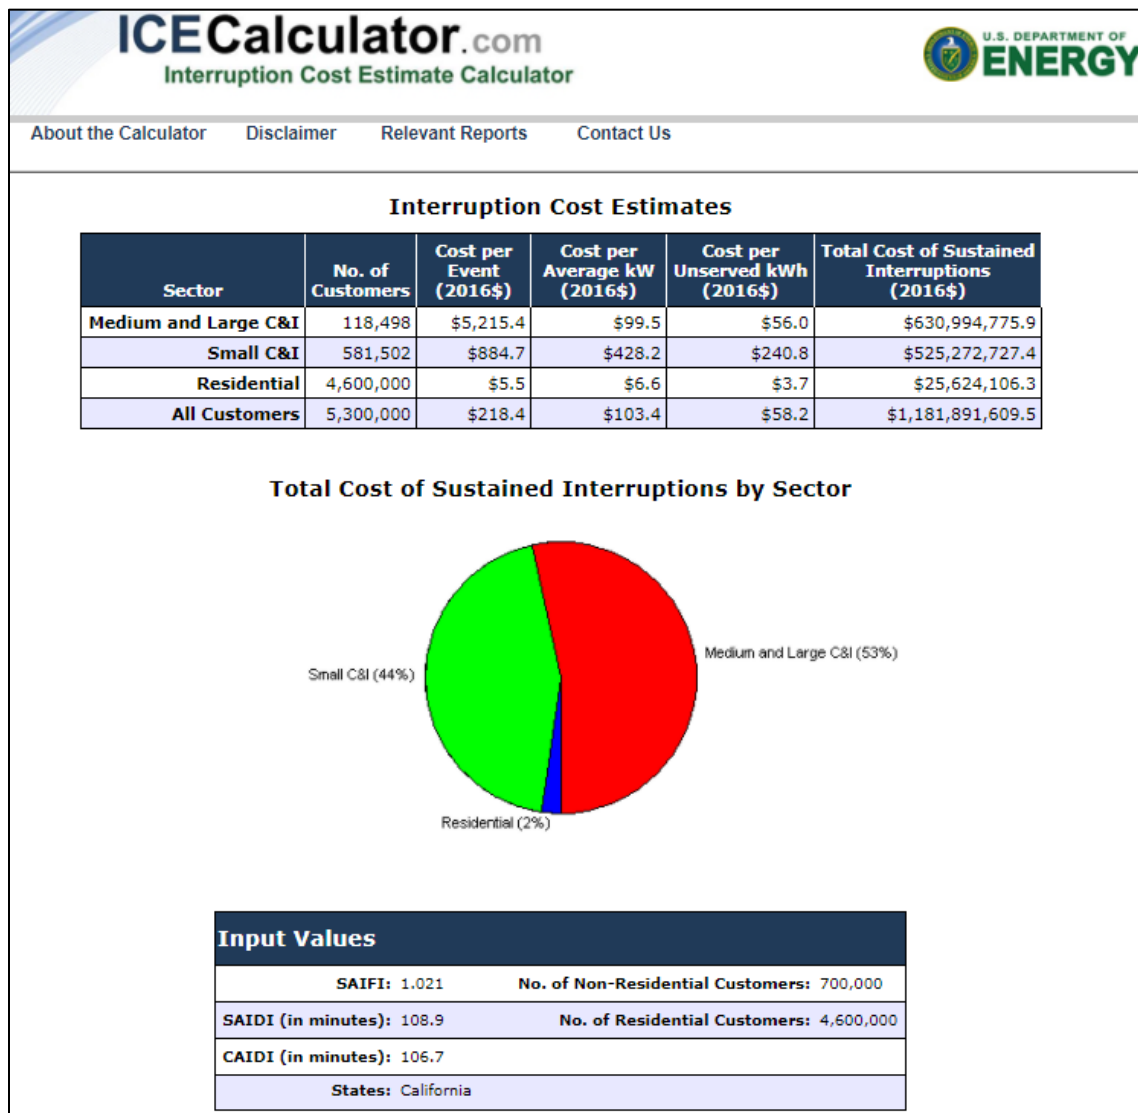 ICECalculator.com
Interruption Cost Estimate Calculator
U.S. DEPARTMENT OF
ENERGY
About the Calculator Disclaimer Relevant Reports Contact Us
Interruption Cost Estimates
Sector No. of Customers Cost per Event (2016$) Cost per Average kW (2016$) Cost per Unserved kWh (2016$) Total Cost of Sustained Interruptions (2016$)
Medium and Large C&I 118,498 $5,215.4 $99.5 $56.0 $630,994,775.9
Small C&I 581,502 $884.7 $428.2 $240.8 $525,272,727.4
Residential 4,600,000 $5.5 $6.6 $3.7 $25,624,106.3
All Customers 5,300,000 $218.4 $103.4 $58.2 $1,181,891,609.5
Total Cost of Sustained Interruptions by Sector
Medium and Large C&I (53%)
Small C&I (44%)
Residential (2%)
Input Values
SAIFI: 1.021 No. of Non-Residential Customers: 700,000
SAIDI (in minutes): 108.9 No. of Residential Customers: 4,600,000
CAIDI (in minutes): 106.7
States: California